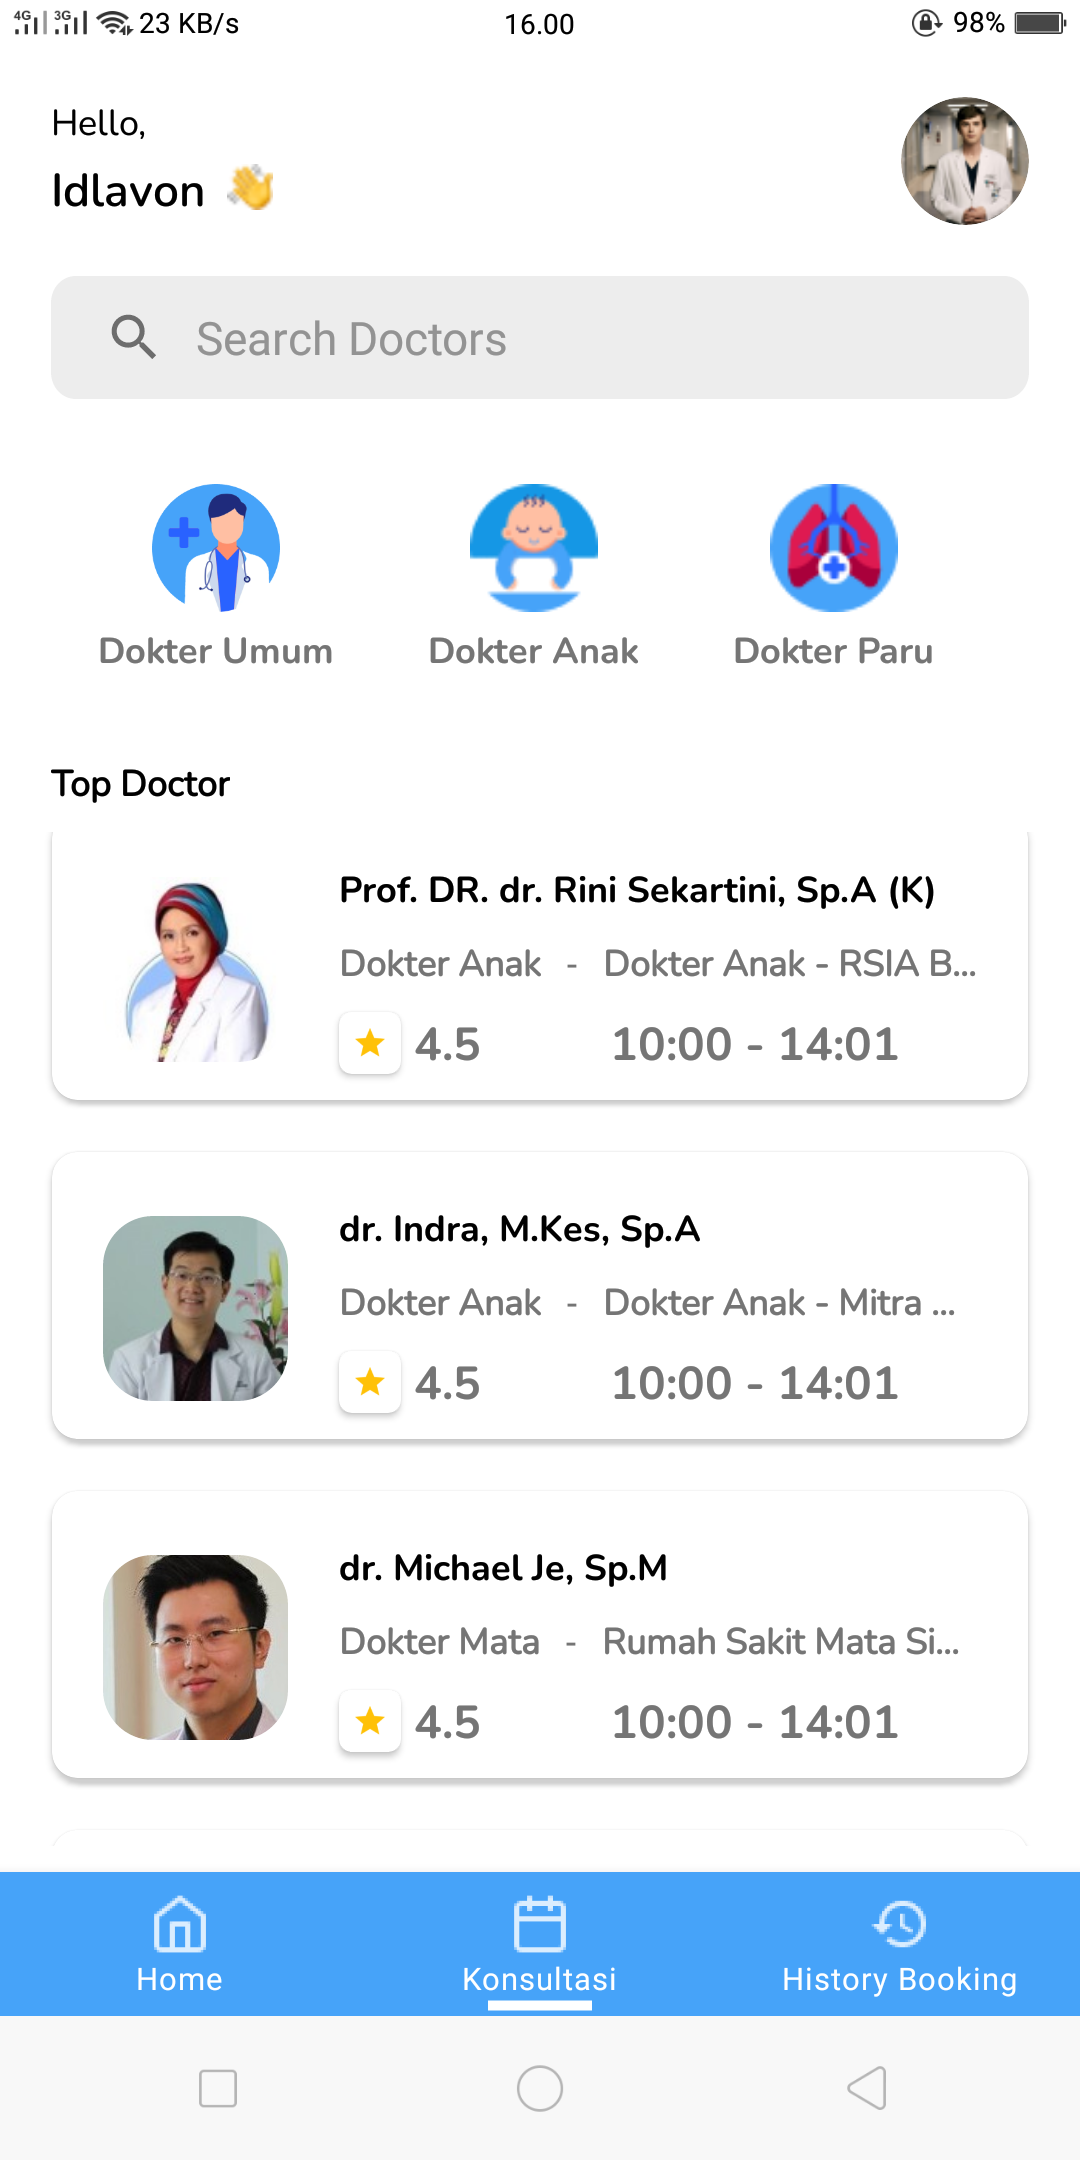 4G 3G 23 KB/s 16.00 98%
Hello,
Idlavon 👋
Search Doctors
Dokter Umum Dokter Anak Dokter Paru
Top Doctor
Prof. DR. dr. Rini Sekartini, Sp.A (K)
Dokter Anak - Dokter Anak - RSIA B...
4.5 10:00 - 14:01
dr. Indra, M.Kes, Sp.A
Dokter Anak - Dokter Anak - Mitra ...
4.5 10:00 - 14:01
dr. Michael Je, Sp.M
Dokter Mata - Rumah Sakit Mata Si...
4.5 10:00 - 14:01
Home Konsultasi History Booking